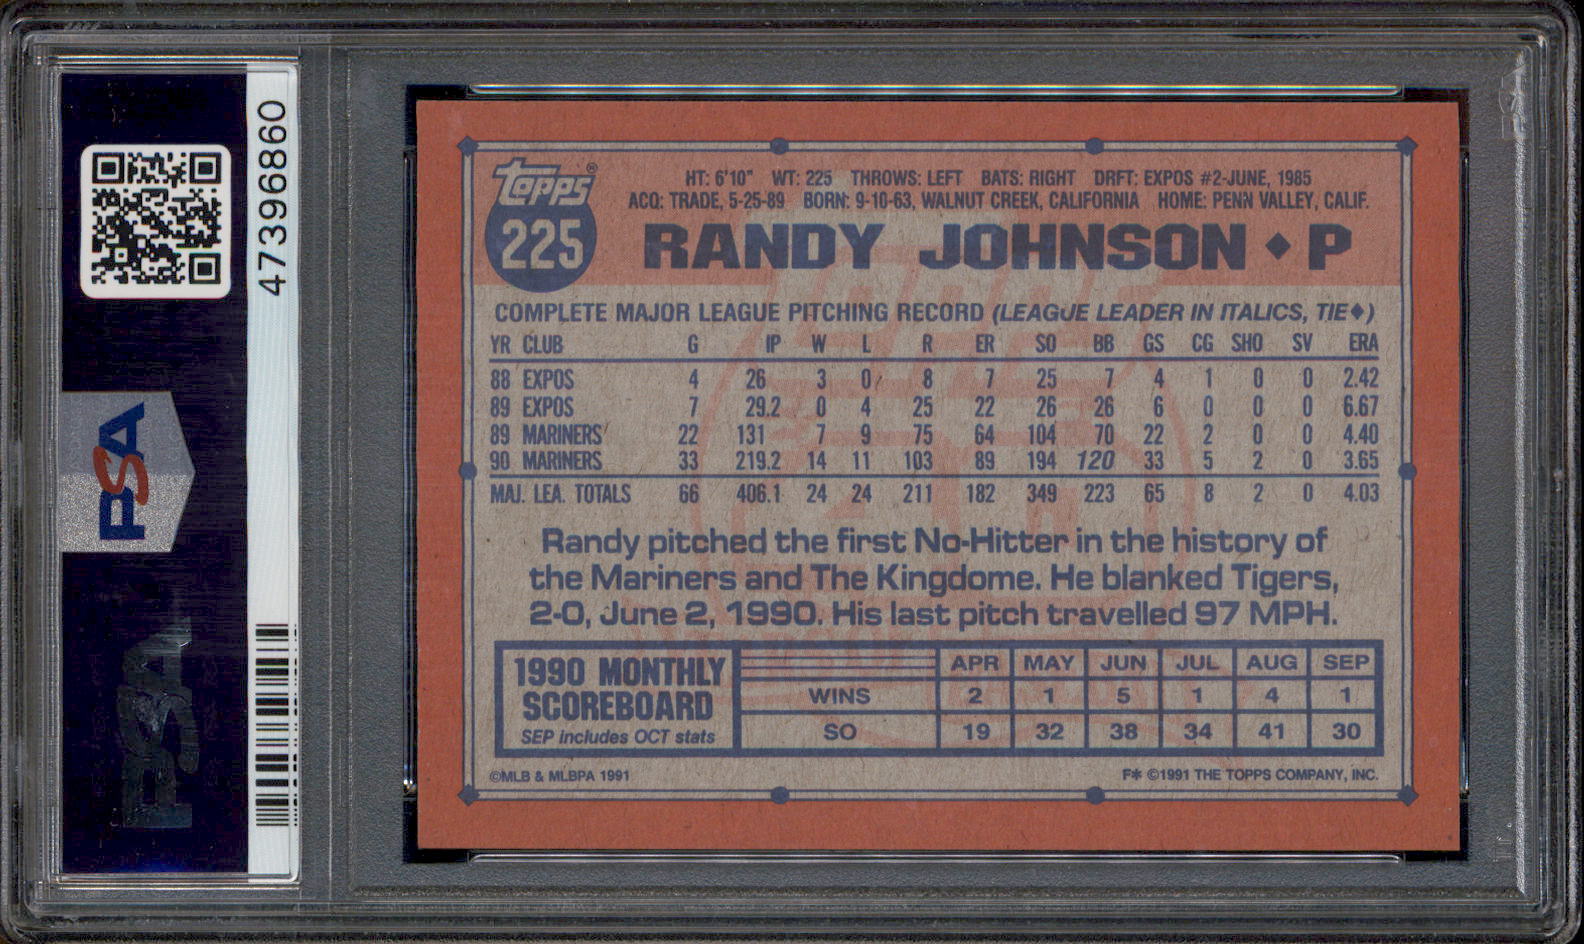 47396860
PSA
Topps®
225
HT: 6'10" WT: 225 THROWS: LEFT BATS: RIGHT DRFT: EXPOS #2-JUNE, 1985
ACQ: TRADE, 5-25-89 BORN: 9-10-63, WALNUT CREEK, CALIFORNIA HOME: PENN VALLEY, CALIF.
RANDY JOHNSON ♦ P
COMPLETE MAJOR LEAGUE PITCHING RECORD (LEAGUE LEADER IN ITALICS, TIE♦)
YR CLUB G IP W L R ER SO BB GS CG SHO SV ERA
88 EXPOS 4 26 3 0 8 7 25 7 4 1 0 0 2.42
89 EXPOS 7 29.2 0 4 25 22 26 26 6 0 0 0 6.67
89 MARINERS 22 131 7 9 75 64 104 70 22 2 0 0 4.40
90 MARINERS 33 219.2 14 11 103 89 194 120 33 5 2 0 3.65
MAJ. LEA. TOTALS 66 406.1 24 24 211 182 349 223 65 8 2 0 4.03
Randy pitched the first No-Hitter in the history of
the Mariners and The Kingdome. He blanked Tigers,
2-0, June 2, 1990. His last pitch travelled 97 MPH.
1990 MONTHLY
SCOREBOARD
SEP includes OCT stats
APR MAY JUN JUL AUG SEP
WINS 2 1 5 1 4 1
SO 19 32 38 34 41 30
©MLB & MLBPA 1991
F* ©1991 THE TOPPS COMPANY, INC.
PSA